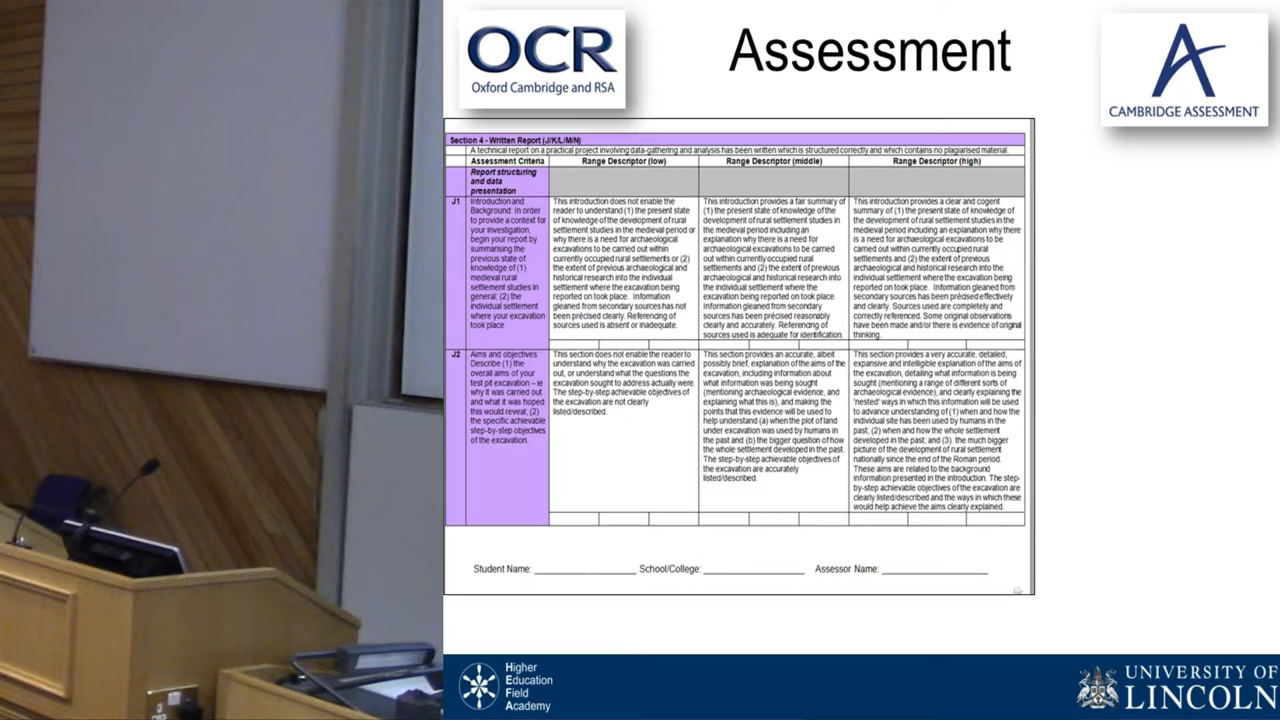 OCR
Oxford Cambridge and RSA
Assessment
CAMBRIDGE ASSESSMENT
Section 4 - Written Report (J/K/L/M/N)
A technical report on a practical project involving data-gathering and analysis has been written which is structured correctly and which contains no plagiarised material.
Assessment Criteria
Range Descriptor (low)
Range Descriptor (middle)
Range Descriptor (high)
Report structuring
and data
presentation
J1
Introduction and
Background: In order
to provide a context for
your investigation,
begin your report by
summarising the
previous state of
knowledge of (1)
medieval rural
settlement studies in
general; (2) the
individual settlement
where your excavation
took place
This introduction does not enable the
reader to understand (1) the present state
of knowledge of the development of rural
settlement studies in the medieval period or
why there is a need for archaeological
excavations to be carried out within
currently occupied rural settlements or (2)
the extent of previous archaeological and
historical research into the individual
settlement where the excavation being
reported on took place. Information
gleaned from secondary sources has not
been précised clearly. Referencing of
sources used is absent or inadequate.
This introduction provides a fair summary of
(1) the present state of knowledge of the
development of rural settlement studies in
the medieval period including an
explanation why there is a need for
archaeological excavations to be carried
out within currently occupied rural
settlements and (2) the extent of previous
archaeological and historical research into
the individual settlement where the
excavation being reported on took place.
Information gleaned from secondary
sources has been précised reasonably
clearly and accurately. Referencing of
sources used is adequate for identification.
This introduction provides a clear and cogent
summary of (1) the present state of knowledge of
the development of rural settlement studies in the
medieval period including an explanation why there
is a need for archaeological excavations to be
carried out within currently occupied rural
settlements and (2) the extent of previous
archaeological and historical research into the
individual settlement where the excavation being
reported on took place. Information gleaned from
secondary sources has been précised effectively
and clearly. Sources used are completely and
correctly referenced. Some original observations
have been made and/or there is evidence of original
thinking.
J2
Aims and objectives:
Describe (1) the
overall aims of your
test pit excavation – ie
why it was carried out
and what it was hoped
this would reveal; (2)
the specific achievable
step-by-step objectives
of the excavation.
This section does not enable the reader to
understand why the excavation was carried
out, or understand what the questions the
excavation sought to address actually were.
The step-by-step achievable objectives of
the excavation are not clearly
listed/described.
This section provides an accurate, albeit
possibly brief, explanation of the aims of the
excavation, including information about
what information was being sought
(mentioning archaeological evidence, and
explaining what this is), and making the
points that this evidence will be used to
help understand (a) when the plot of land
under excavation was used by humans in
the past and (b) the bigger question of how
the whole settlement developed in the past.
The step-by-step achievable objectives of
the excavation are accurately
listed/described.
This section provides a very accurate, detailed,
expansive and intelligible explanation of the aims of
the excavation, detailing what information is being
sought (mentioning a range of different sorts of
archaeological evidence), and clearly explaining the
'nested' ways in which this information will be used
to advance understanding of (1) when and how the
individual site has been used by humans in the
past; (2) when and how the whole settlement
developed in the past; and (3) the much bigger
picture of the development of rural settlement
nationally since the end of the Roman period.
These aims are related to the background
information presented in the introduction. The step-
by-step achievable objectives of the excavation are
clearly listed/described and the ways in which these
would help achieve the aims clearly explained.
Student Name: ____________________ School/College: ____________________ Assessor Name: ____________________
Higher
Education
Field
Academy
UNIVERSITY OF
LINCOLN